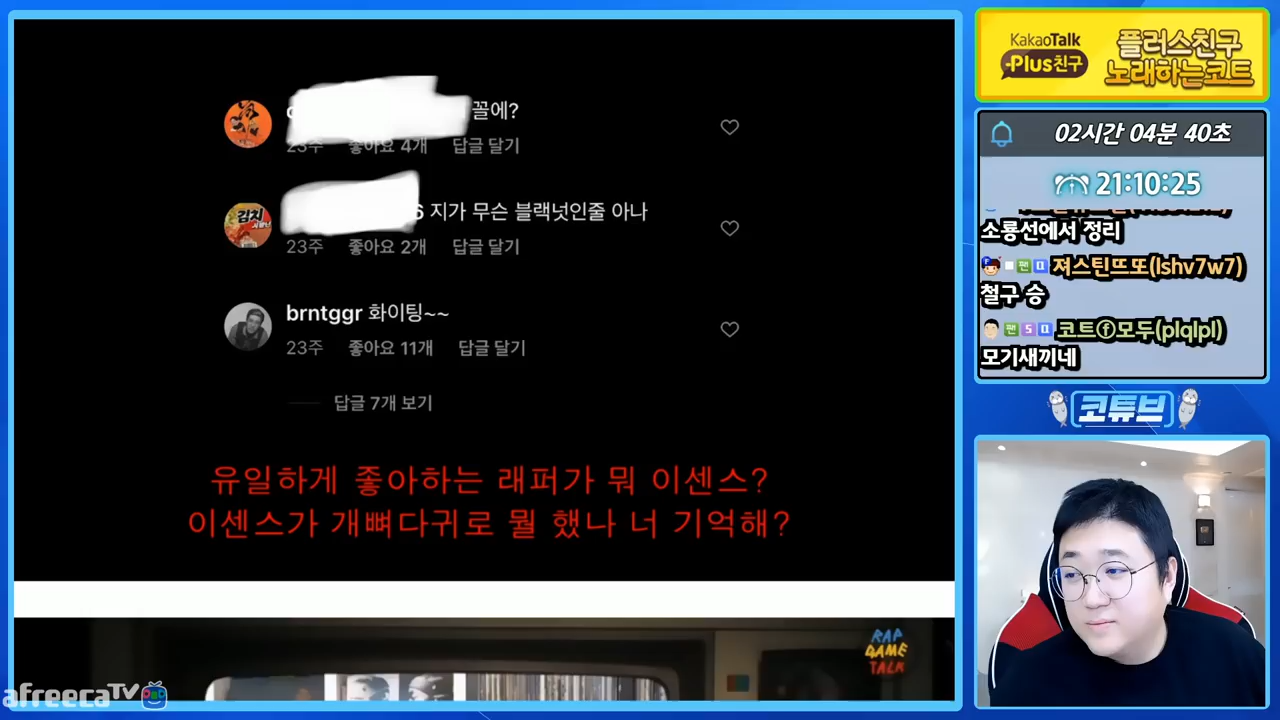 꼴에?
23주 좋아요 4개 답글 달기
6 지가 무슨 블랙넛인줄 아나
23주 좋아요 2개 답글 달기
brntggr 화이팅~~
23주 좋아요 11개 답글 달기
답글 7개 보기
유일하게 좋아하는 래퍼가 뭐 이센스?
이센스가 개뼈다귀로 뭘 했나 너 기억해?
RAP
GAME
TALK
afreecaTV
KakaoTalk
Plus친구
플러스친구
노래하는코트
02시간 04분 40초
21:10:25
소룡선에서 정리
팬 져스틴뜨또(lshv7w7)
철구 승
팬 S 코트ⓕ모두(plqlpl)
모기새끼네
코튜브
김치